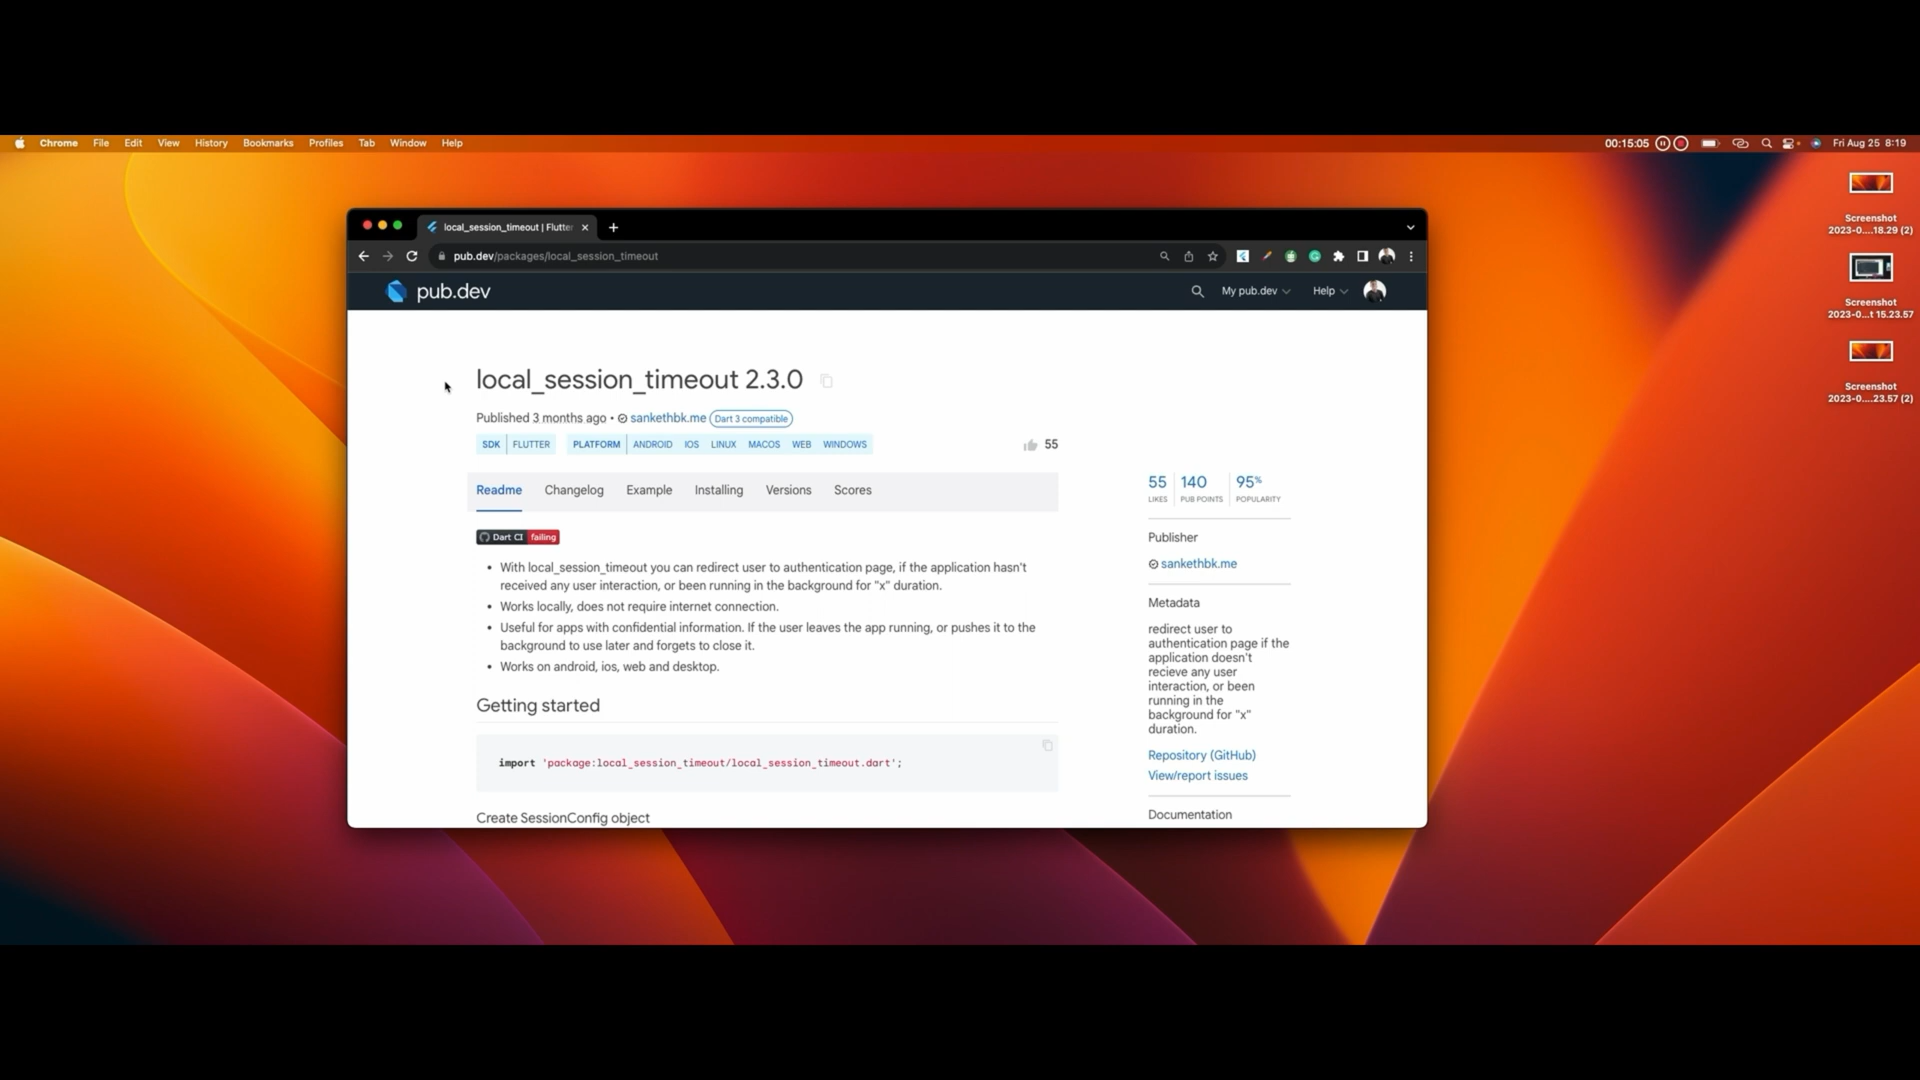 Chrome File Edit View History Bookmarks Profiles Tab Window Help
00:15:05 Fri Aug 25 8:19
Screenshot
2023-0....18.29 (2)
Screenshot
2023-0...t 15.23.57
Screenshot
2023-0....23.57 (2)
local_session_timeout | Flutter
pub.dev/packages/local_session_timeout
pub.dev
My pub.dev Help
local_session_timeout 2.3.0
Published 3 months ago • sankethbk.me Dart 3 compatible
SDK FLUTTER PLATFORM ANDROID IOS LINUX MACOS WEB WINDOWS
55
Readme Changelog Example Installing Versions Scores
Dart CI failing
• With local_session_timeout you can redirect user to authentication page, if the application hasn't
received any user interaction, or been running in the background for "x" duration.
• Works locally, does not require internet connection.
• Useful for apps with confidential information. If the user leaves the app running, or pushes it to the
background to use later and forgets to close it.
• Works on android, ios, web and desktop.
Getting started
import 'package:local_session_timeout/local_session_timeout.dart';
Create SessionConfig object
55 140 95%
LIKES PUB POINTS POPULARITY
Publisher
sankethbk.me
Metadata
redirect user to
authentication page if the
application doesn't
recieve any user
interaction, or been
running in the
background for "x"
duration.
Repository (GitHub)
View/report issues
Documentation